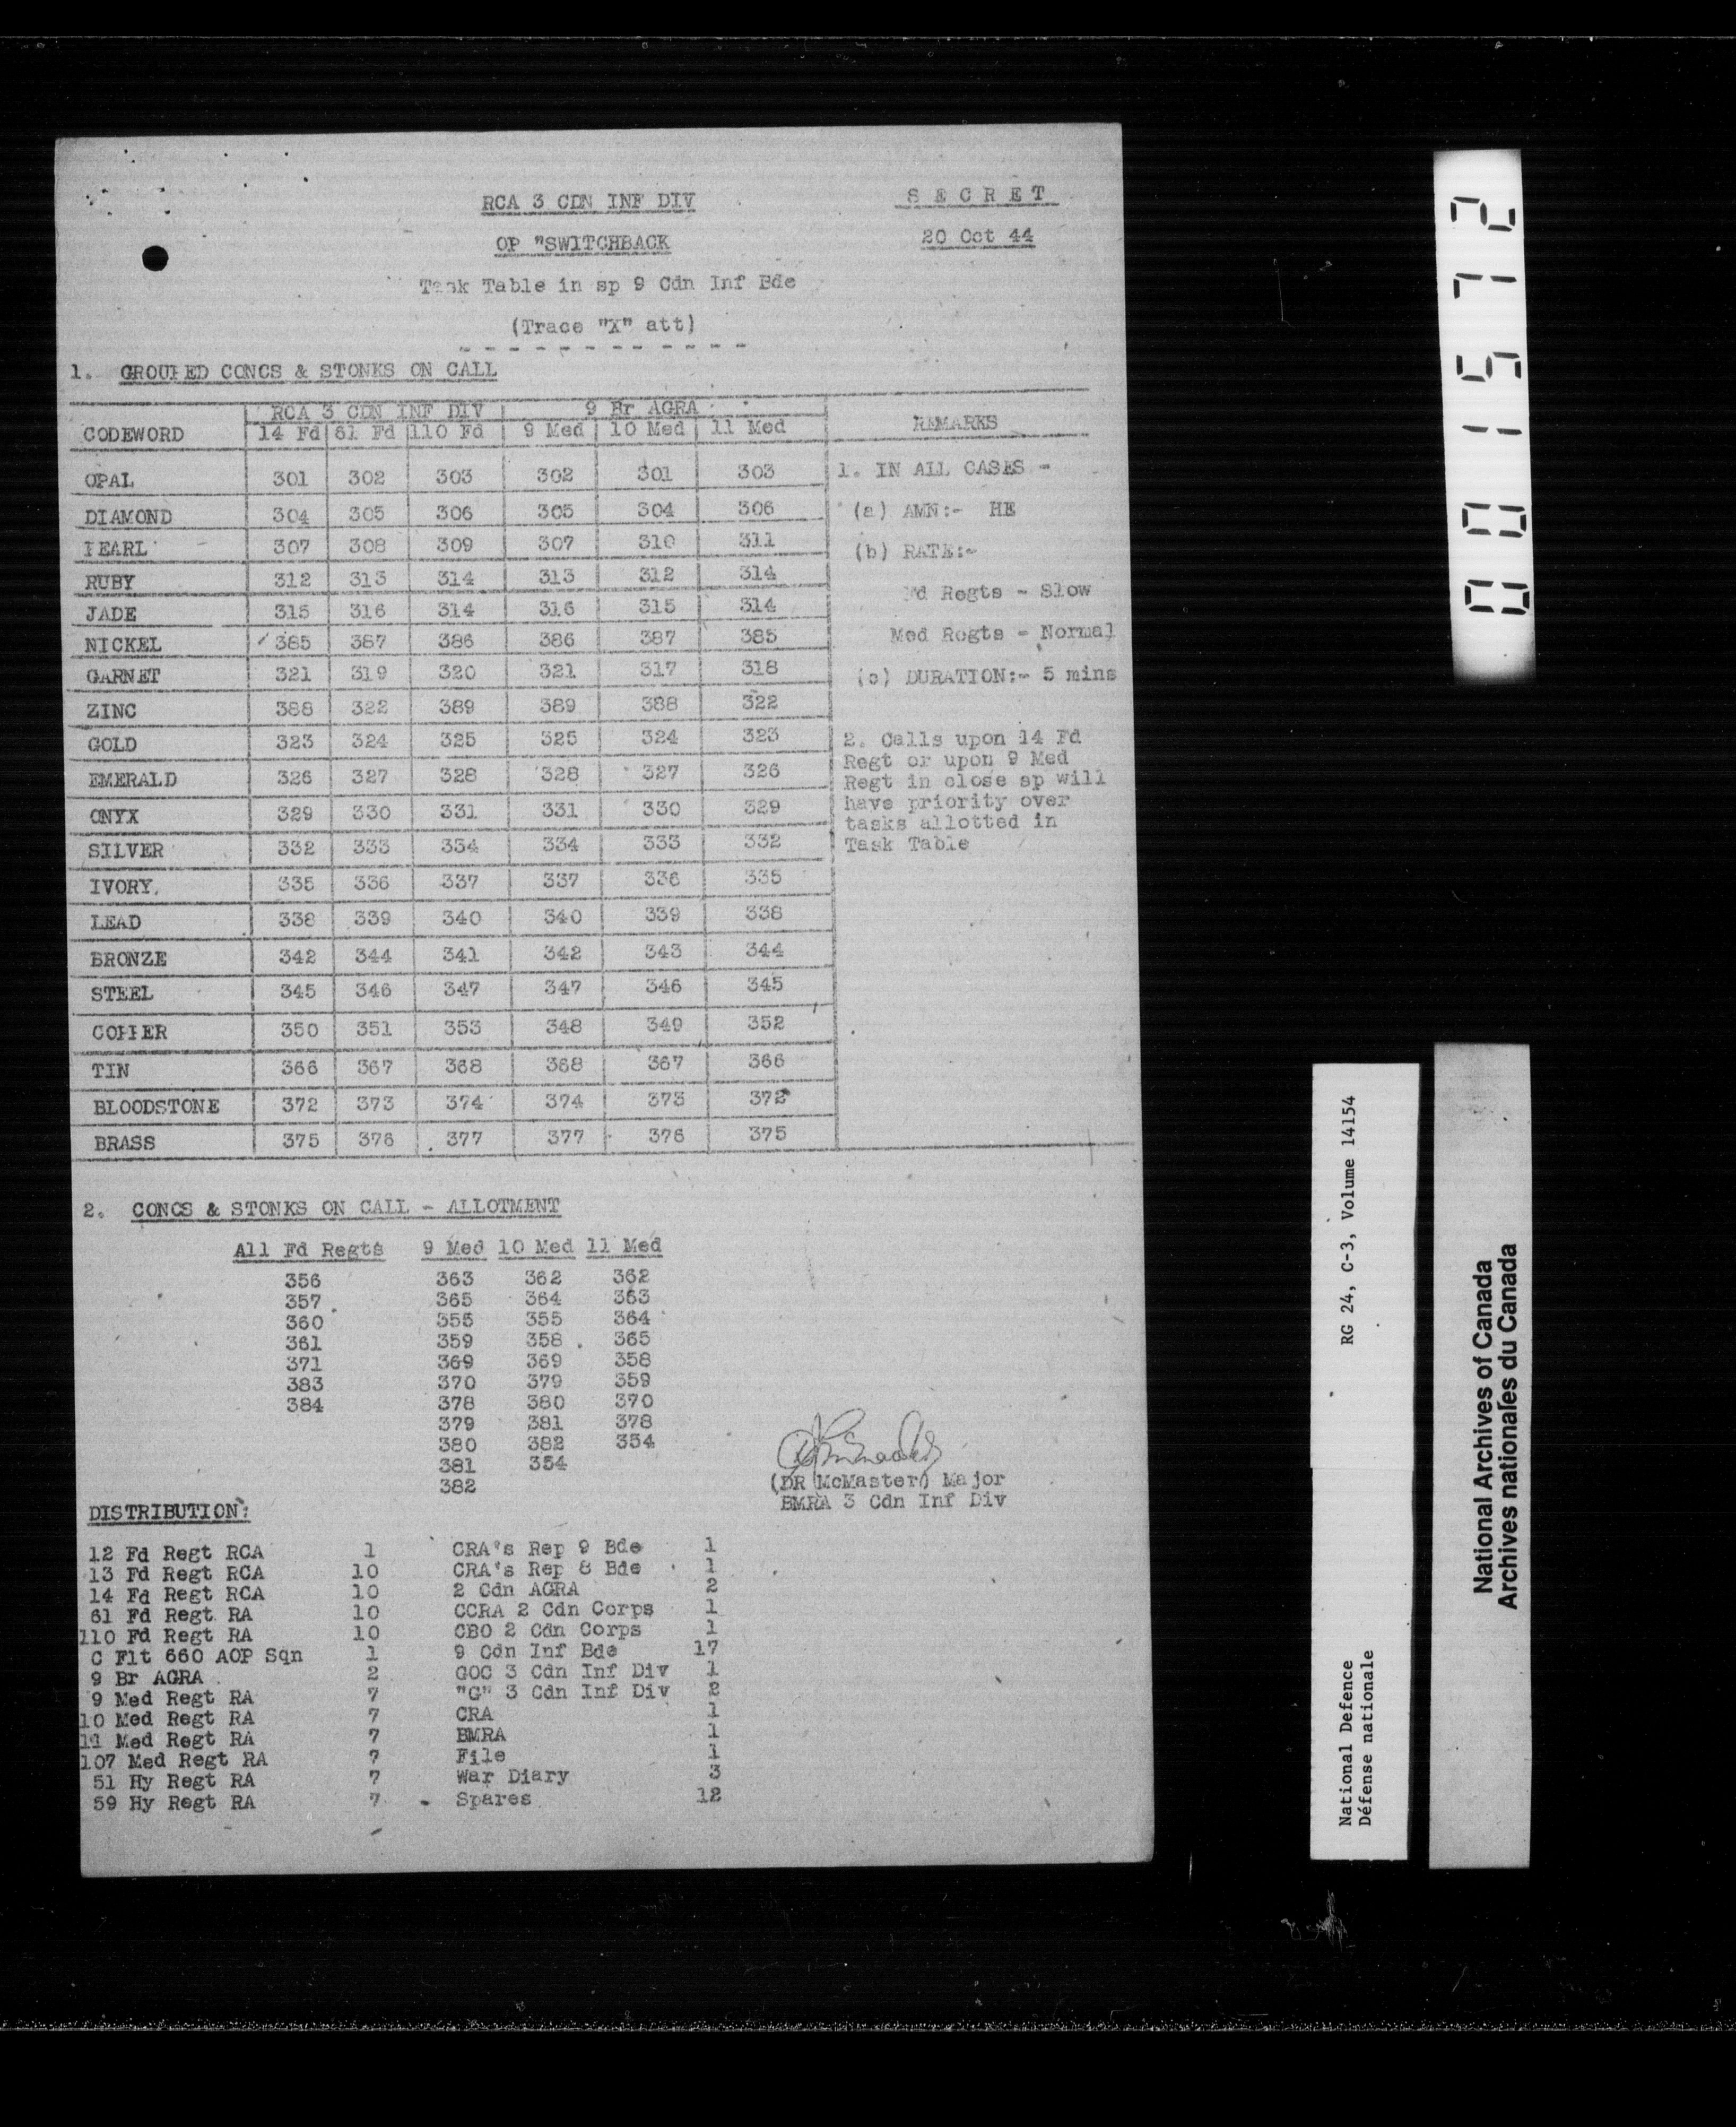 RCA 3 CDN INF DIV
S E C R E T
OP "SWITCHBACK
20 Oct 44
Task Table in sp 9 Cdn Inf Bde
(Trace "X" att)
1. GROUPED CONCS & STONKS ON CALL
RCA 3 CDN INF DIV 9 Br AGRA
CODEWORD 14 Fd 61 Fd 110 Fd 9 Med 10 Med 11 Med REMARKS
OPAL 301 302 303 302 301 303 1. IN ALL CASES -
DIAMOND 304 305 306 305 304 306 (a) AMN:- HE
PEARL 307 308 309 307 310 311 (b) RATE:-
RUBY 312 313 314 313 312 314 Fd Regts - Slow
JADE 315 316 314 316 315 314
NICKEL 385 387 386 386 387 385 Med Regts - Normal
GARNET 321 319 320 321 317 318 (c) DURATION:- 5 mins
ZINC 388 322 389 389 388 322
GOLD 323 324 325 325 324 323 2. Calls upon 14 Fd
Regt or upon 9 Med
EMERALD 326 327 328 328 327 326 Regt in close sp will
have priority over
ONYX 329 330 331 331 330 329 tasks allotted in
SILVER 332 333 334 334 333 332 Task Table
IVORY 335 336 337 337 336 335
LEAD 338 339 340 340 339 338
BRONZE 342 344 341 342 343 344
STEEL 345 346 347 347 346 345
COPPER 350 351 353 348 349 352
TIN 366 367 368 368 367 366
BLOODSTONE 372 373 374 374 373 372
BRASS 375 376 377 377 376 375
2. CONCS & STONKS ON CALL - ALLOTMENT
All Fd Regts 9 Med 10 Med 11 Med
356 363 362 362
357 365 364 363
360 355 355 364
361 359 358 365
371 369 369 358
383 370 379 359
384 378 380 370
379 381 378
380 382 354
381 354
382
(DR McMaster) Major
BMRA 3 Cdn Inf Div
DISTRIBUTION:
12 Fd Regt RCA 1 CRA's Rep 9 Bde 1
13 Fd Regt RCA 10 CRA's Rep 8 Bde 1
14 Fd Regt RCA 10 2 Cdn AGRA 2
61 Fd Regt RA 10 CCRA 2 Cdn Corps 1
110 Fd Regt RA 10 CBO 2 Cdn Corps 1
C Flt 660 AOP Sqn 1 9 Cdn Inf Bde 17
9 Br AGRA 2 GOC 3 Cdn Inf Div 1
9 Med Regt RA 7 "G" 3 Cdn Inf Div 2
10 Med Regt RA 7 CRA 1
11 Med Regt RA 7 BMRA 1
107 Med Regt RA 7 File 1
51 Hy Regt RA 7 War Diary 3
59 Hy Regt RA 7 Spares 12
001572
RG 24, C-3, Volume 14154
National Defence
Défense nationale
National Archives of Canada
Archives nationales du Canada